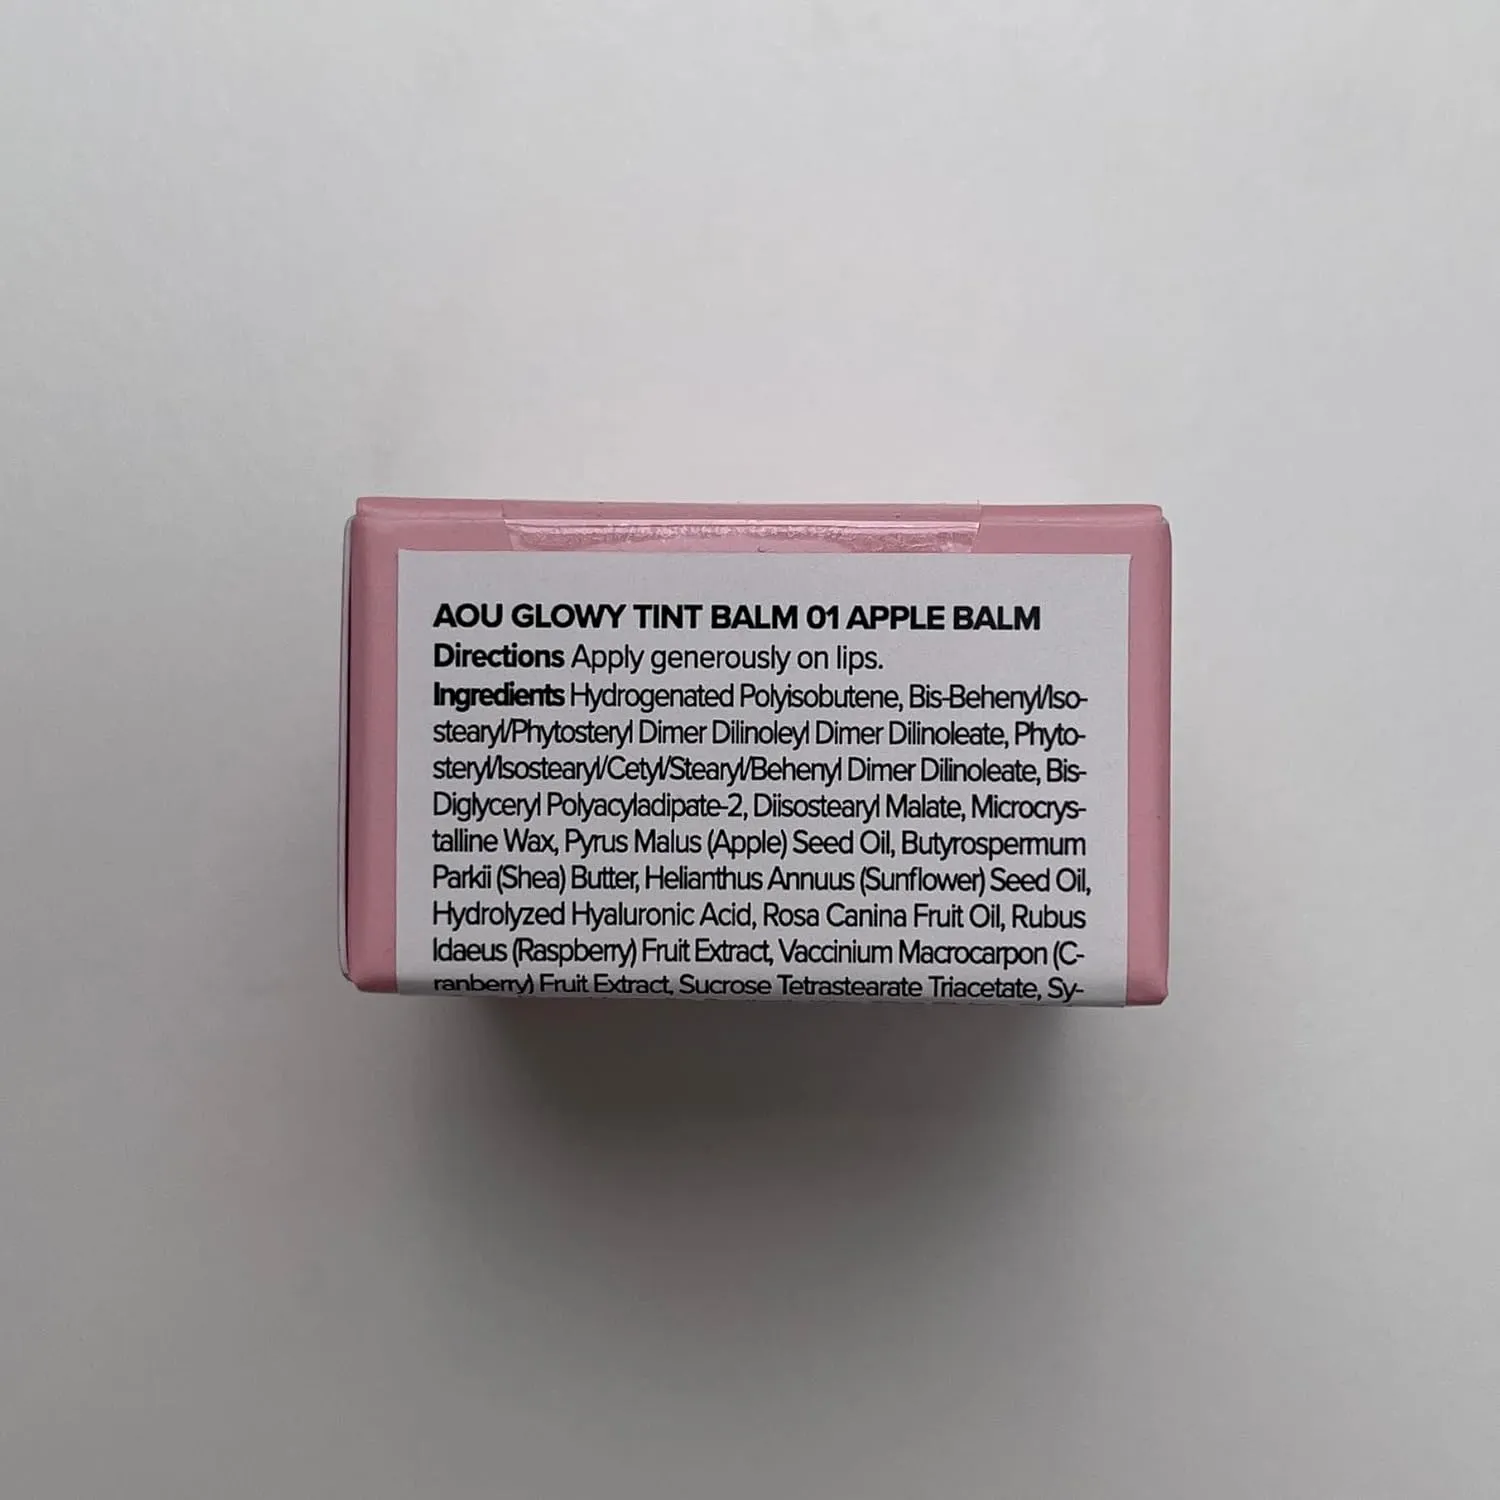 AOU GLOWY TINT BALM 01 APPLE BALM
Directions Apply generously on lips.
Ingredients Hydrogenated Polyisobutene, Bis-Behenyl/Iso-
stearyl/Phytosteryl Dimer Dilinoleyl Dimer Dilinoleate, Phyto-
steryl/Isostearyl/Cetyl/Stearyl/Behenyl Dimer Dilinoleate, Bis-
Diglyceryl Polyacyladipate-2, Diisostearyl Malate, Microcrys-
talline Wax, Pyrus Malus (Apple) Seed Oil, Butyrospermum
Parkii (Shea) Butter, Helianthus Annuus (Sunflower) Seed Oil,
Hydrolyzed Hyaluronic Acid, Rosa Canina Fruit Oil, Rubus
Idaeus (Raspberry) Fruit Extract, Vaccinium Macrocarpon (C-
ranberry) Fruit Extract, Sucrose Tetrastearate Triacetate, Sy-